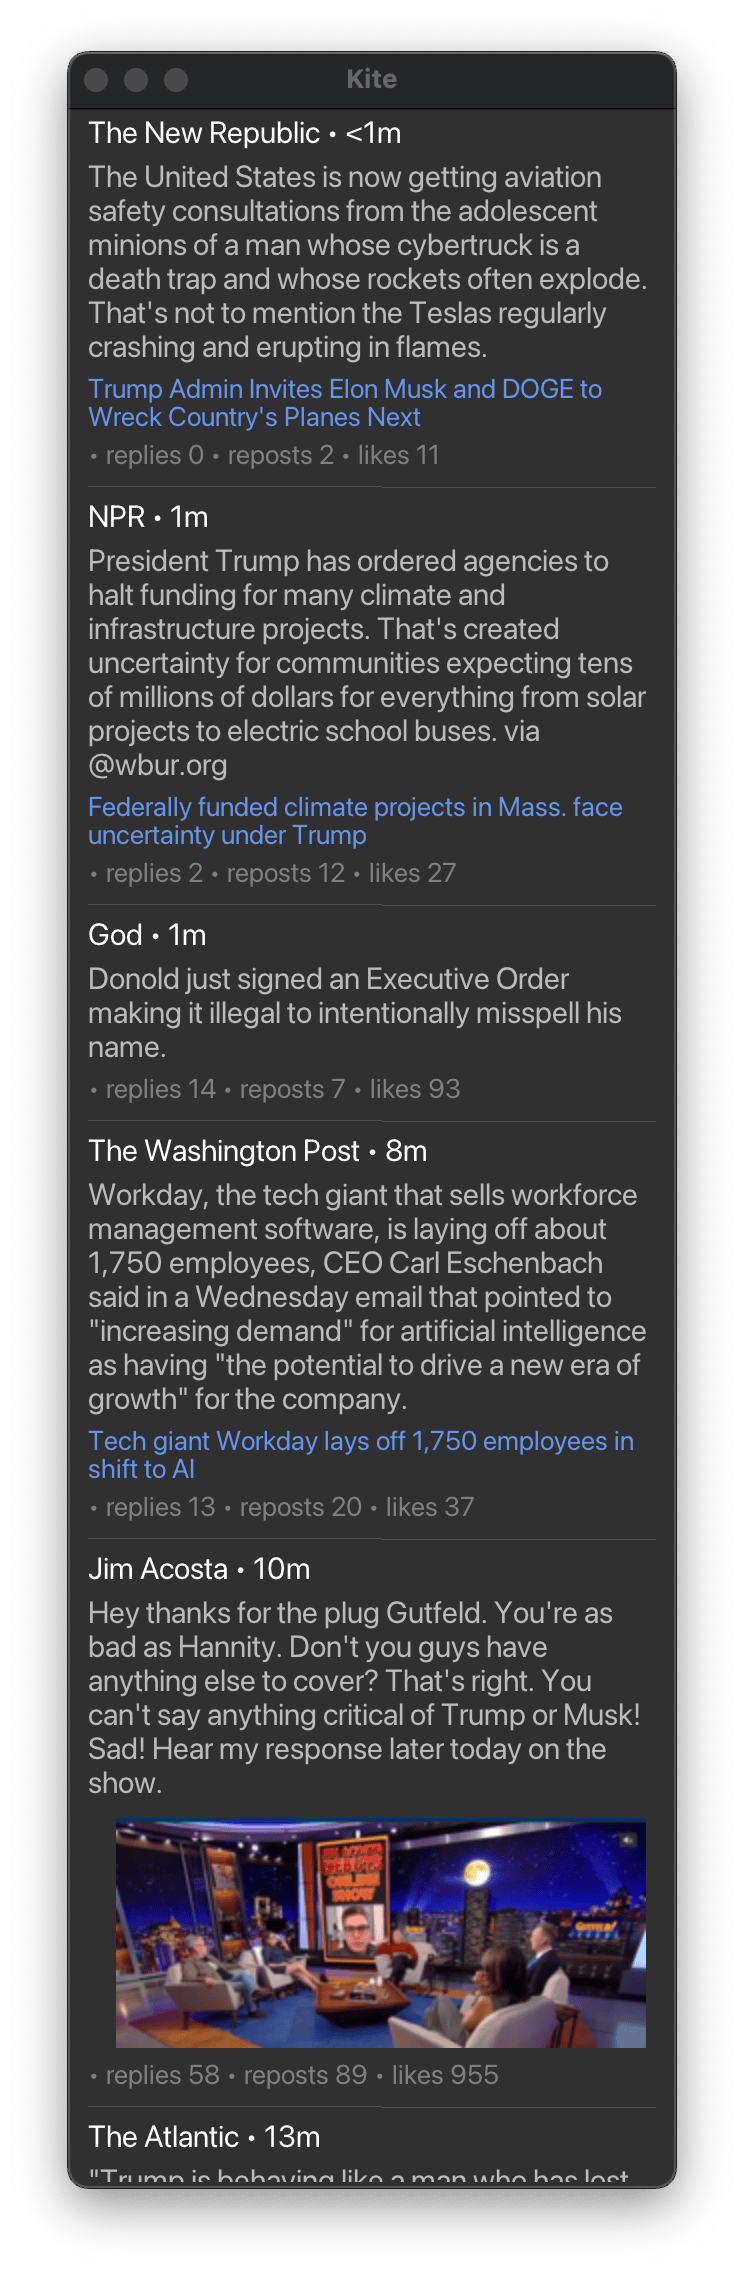 Kite
The New Republic • <1m
The United States is now getting aviation
safety consultations from the adolescent
minions of a man whose cybertruck is a
death trap and whose rockets often explode.
That's not to mention the Teslas regularly
crashing and erupting in flames.
Trump Admin Invites Elon Musk and DOGE to
Wreck Country's Planes Next
• replies 0 • reposts 2 • likes 11
NPR • 1m
President Trump has ordered agencies to
halt funding for many climate and
infrastructure projects. That's created
uncertainty for communities expecting tens
of millions of dollars for everything from solar
projects to electric school buses. via
@wbur.org
Federally funded climate projects in Mass. face
uncertainty under Trump
• replies 2 • reposts 12 • likes 27
God • 1m
Donold just signed an Executive Order
making it illegal to intentionally misspell his
name.
• replies 14 • reposts 7 • likes 93
The Washington Post • 8m
Workday, the tech giant that sells workforce
management software, is laying off about
1,750 employees, CEO Carl Eschenbach
said in a Wednesday email that pointed to
"increasing demand" for artificial intelligence
as having "the potential to drive a new era of
growth" for the company.
Tech giant Workday lays off 1,750 employees in
shift to AI
• replies 13 • reposts 20 • likes 37
Jim Acosta • 10m
Hey thanks for the plug Gutfeld. You're as
bad as Hannity. Don't you guys have
anything else to cover? That's right. You
can't say anything critical of Trump or Musk!
Sad! Hear my response later today on the
show.
ONLINE
SHOW
GUTFELD!
• replies 58 • reposts 89 • likes 955
The Atlantic • 13m
"Trump is behaving like a man who has lost